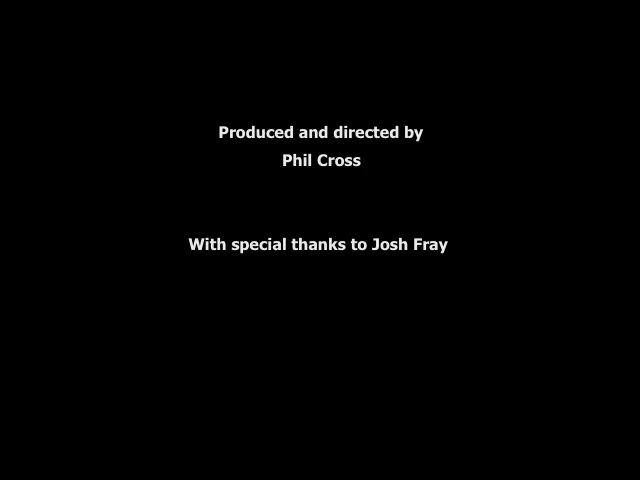 Produced and directed by
Phil Cross
With special thanks to Josh Fray